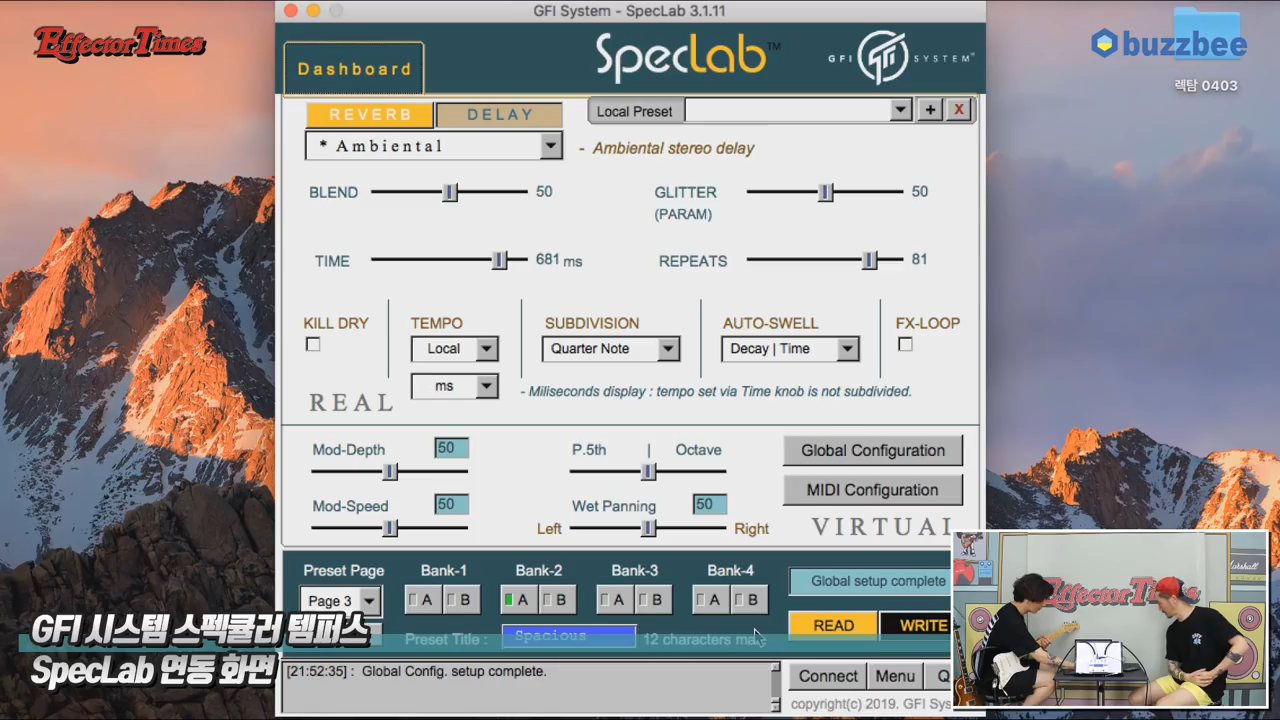 GFI System - SpecLab 3.1.11
EffectorTimes
buzzbee
렉탐 0403
Dashboard
SpecLab™
GFI SYSTEM
REVERB
DELAY
Local Preset
+
X
* Ambiental
- Ambiental stereo delay
BLEND
50
GLITTER
50
(PARAM)
TIME
681 ms
REPEATS
81
KILL DRY
TEMPO
SUBDIVISION
AUTO-SWELL
FX-LOOP
Local
Quarter Note
Decay | Time
ms
- Miliseconds display : tempo set via Time knob is not subdivided.
REAL
Mod-Depth
50
P.5th
|
Octave
Global Configuration
MIDI Configuration
Mod-Speed
50
Wet Panning
50
Left
Right
VIRTUAL
Preset Page
Bank-1
Bank-2
Bank-3
Bank-4
Global setup complete
Page 3
A
B
A
B
A
B
A
B
READ
WRITE
Preset Title :
Spacious
12 characters max
GFI 시스템 스펙큘러 템퍼스
SpecLab 연동 화면
[21:52:35] : Global Config. setup complete.
Connect
Menu
copyright(c) 2019. GFI Sys
EffectorTimes
Marshall